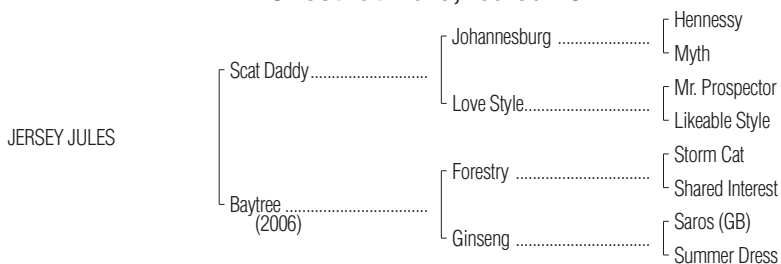 Hennessy
Johannesburg ........................
Myth
Scat Daddy..............................
Mr. Prospector
Love Style................................
Likeable Style
JERSEY JULES
Storm Cat
Forestry ..................................
Shared Interest
Baytree ....................................
(2006)
Saros (GB)
Ginseng ..................................
Summer Dress